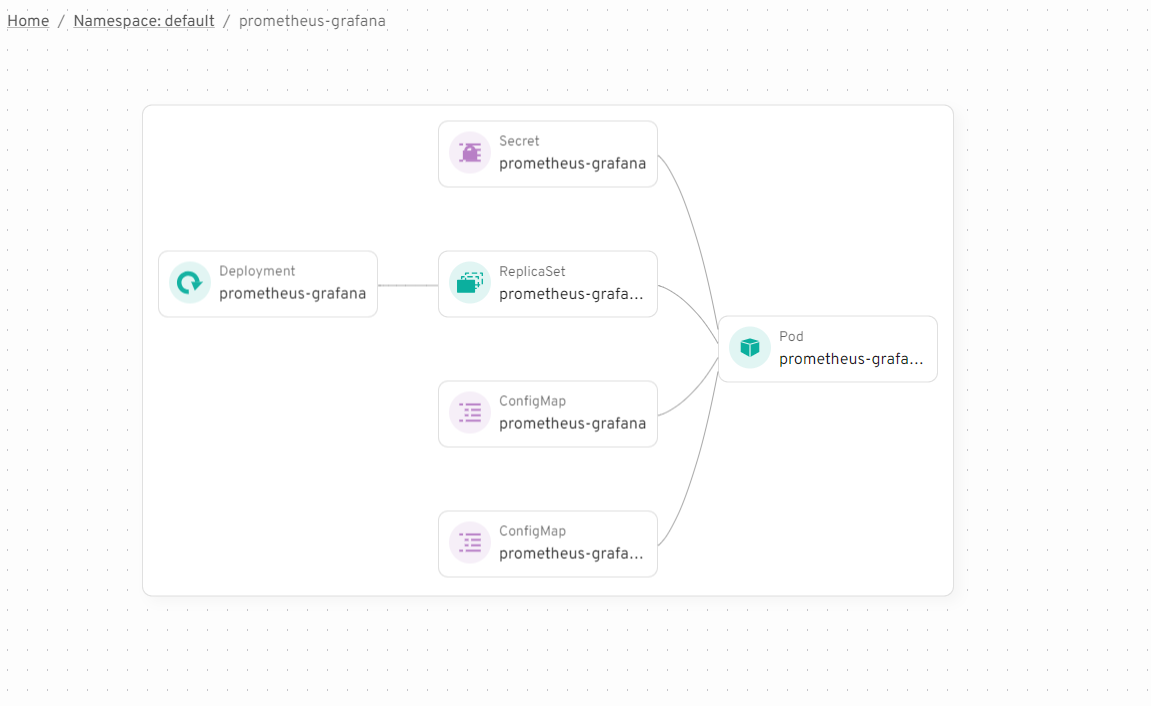 Home / Namespace: default / prometheus-grafana
Secret
prometheus-grafana
Deployment
prometheus-grafana
ReplicaSet
prometheus-grafa...
Pod
prometheus-grafa...
ConfigMap
prometheus-grafana
ConfigMap
prometheus-grafa...